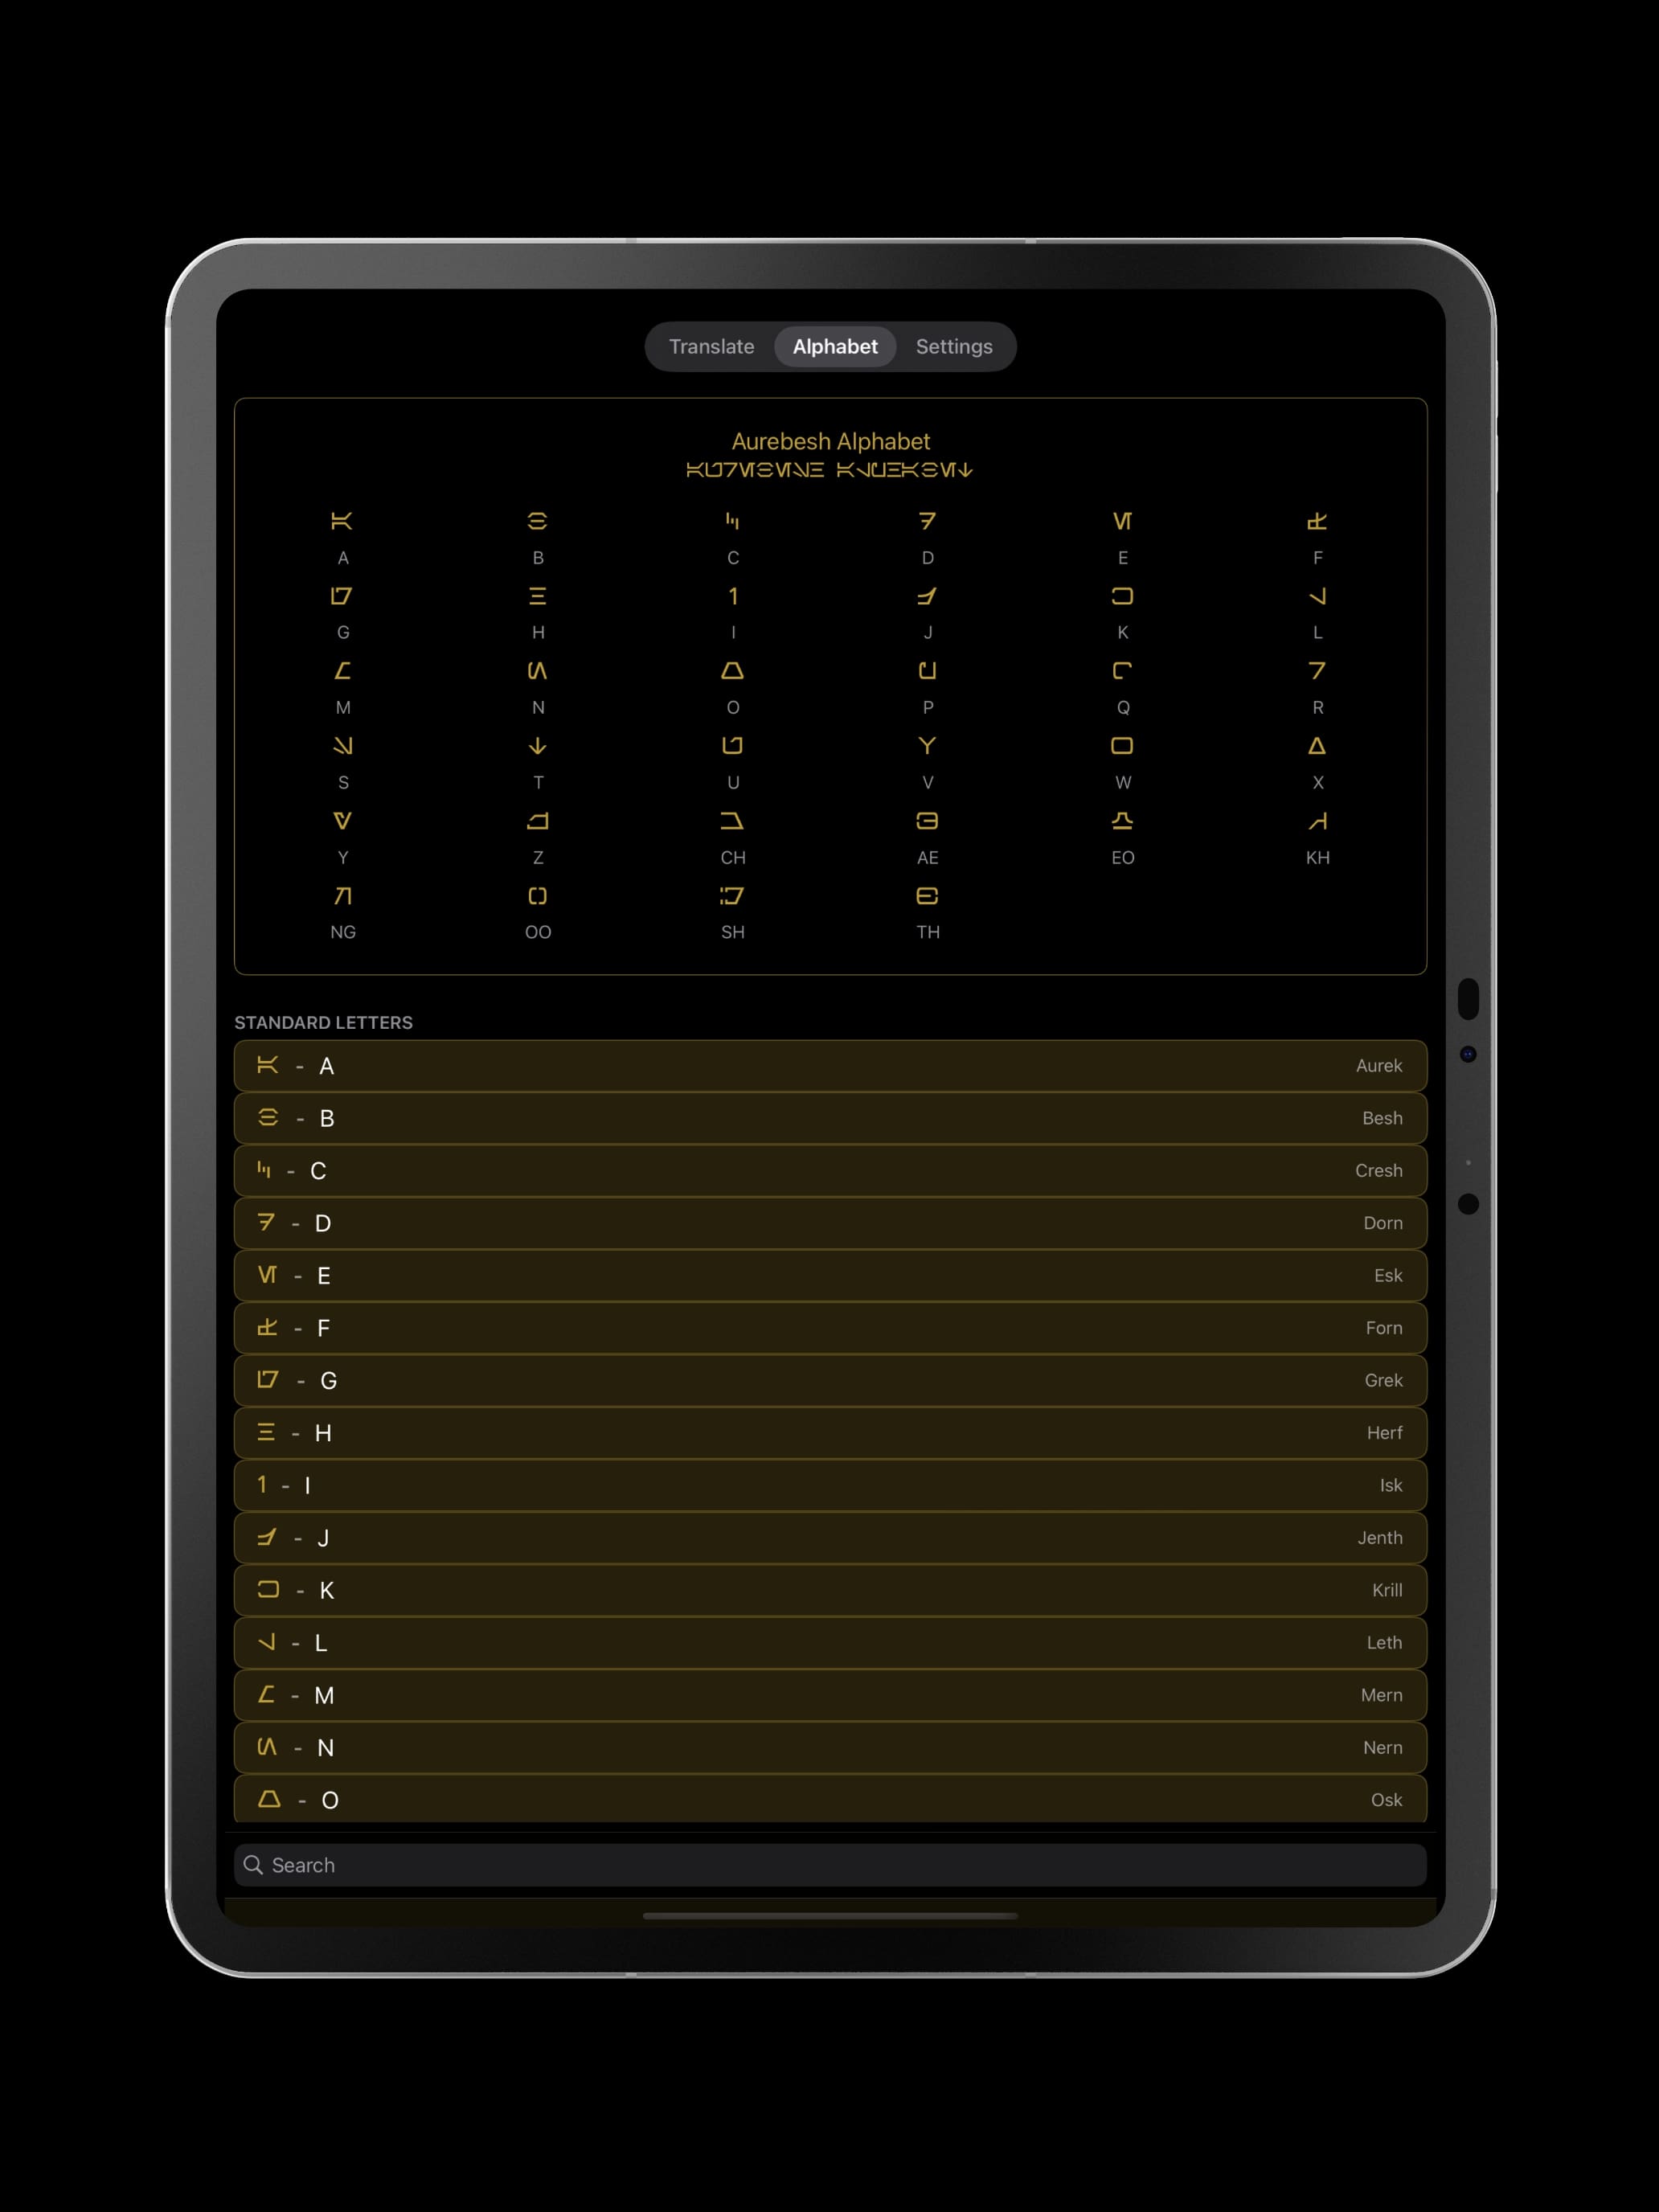 Translate Alphabet Settings
Aurebesh Alphabet
A B C D E F
G H I J K L
M N O P Q R
S T U V W X
Y Z CH AE EO KH
NG OO SH TH
STANDARD LETTERS
- A Aurek
- B Besh
- C Cresh
- D Dorn
- E Esk
- F Forn
- G Grek
- H Herf
- I Isk
- J Jenth
- K Krill
- L Leth
- M Mern
- N Nern
- O Osk
Search